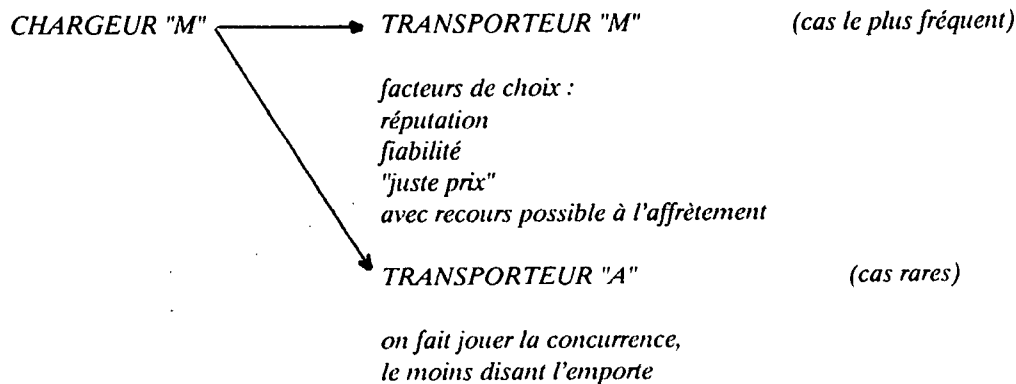 CHARGEUR "M" TRANSPORTEUR "M" (cas le plus fréquent)
facteurs de choix :
réputation
fiabilité
"juste prix"
avec recours possible à l'affrètement
TRANSPORTEUR "A" (cas rares)
on fait jouer la concurrence,
le moins disant l'emporte